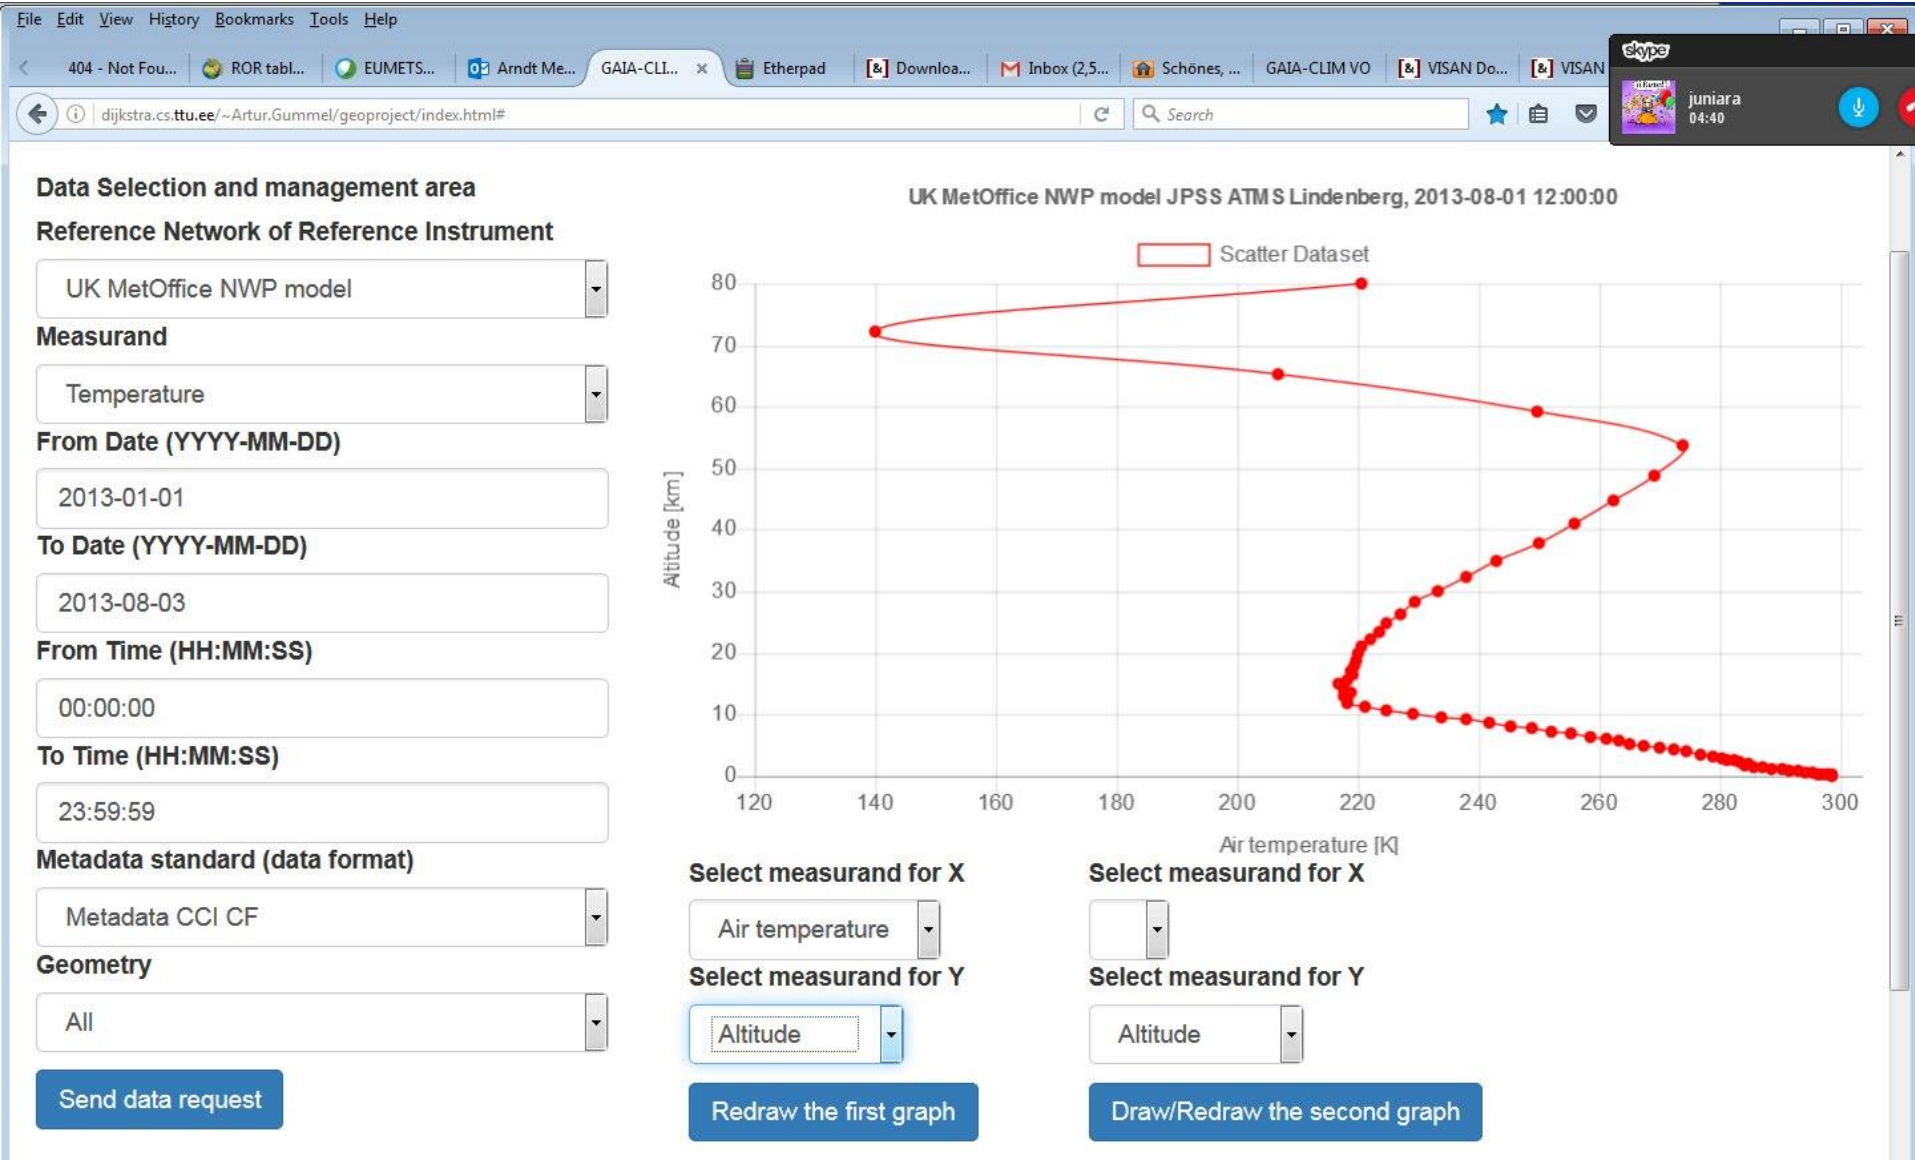 File Edit View History Bookmarks Tools Help
404 - Not Fou... ROR tabl... EUMETS... Arndt Me... GAIA-CLI... × Etherpad [&] Downloa... Inbox (2,5... Schönes, ... GAIA-CLIM VO [&] VISAN Do... [&] VISAN
skype
juniara
04:40
dijkstra.cs.ttu.ee/~Artur.Gummel/geoproject/index.html#
Search
Data Selection and management area
Reference Network of Reference Instrument
UK MetOffice NWP model
Measurand
Temperature
From Date (YYYY-MM-DD)
2013-01-01
To Date (YYYY-MM-DD)
2013-08-03
From Time (HH:MM:SS)
00:00:00
To Time (HH:MM:SS)
23:59:59
Metadata standard (data format)
Metadata CCI CF
Geometry
All
Send data request
UK MetOffice NWP model JPSS ATMS Lindenberg, 2013-08-01 12:00:00
Scatter Dataset
Altitude [km]
80
70
60
50
40
30
20
10
0
120 140 160 180 200 220 240 260 280 300
Air temperature [K]
Select measurand for X
Air temperature
Select measurand for Y
Altitude
Redraw the first graph
Select measurand for X
Select measurand for Y
Altitude
Draw/Redraw the second graph